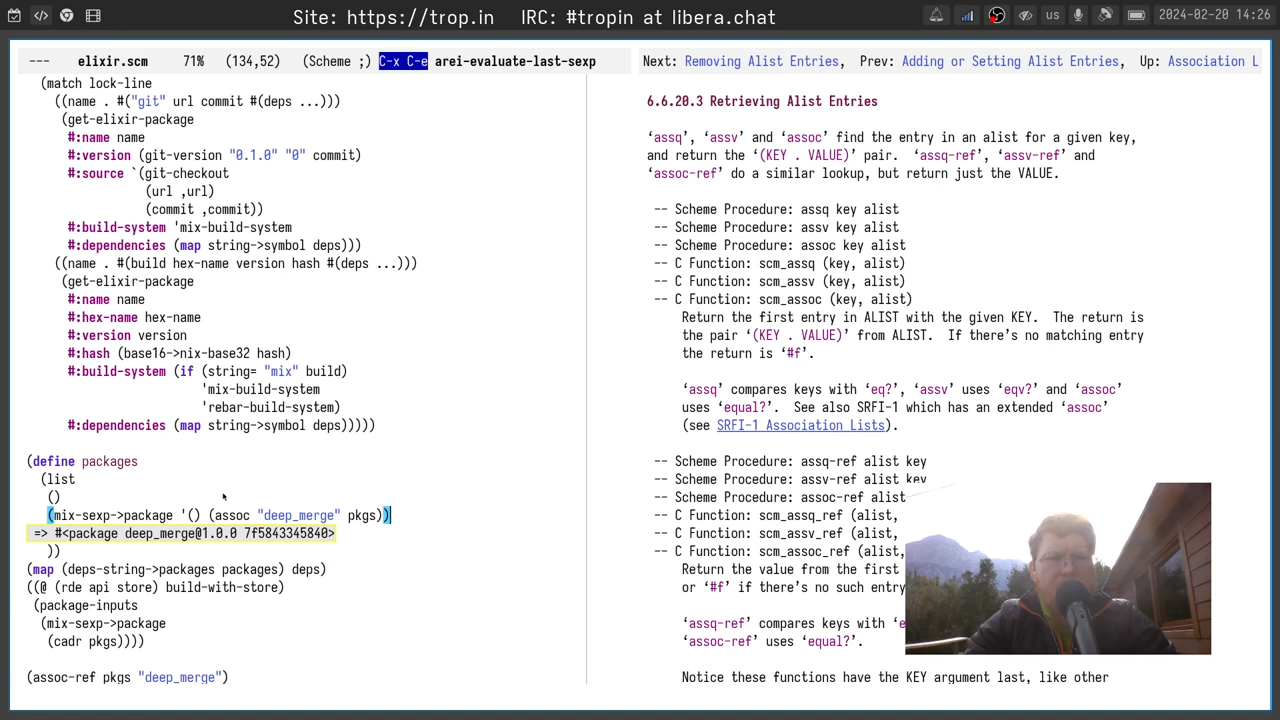 Site: https://trop.in IRC: #tropin at libera.chat
us
2024-02-20 14:26
--- elixir.scm 71% (134,52) (Scheme ;) C-x C-e arei-evaluate-last-sexp
(match lock-line
((name . #("git" url commit #(deps ...)))
(get-elixir-package
#:name name
#:version (git-version "0.1.0" "0" commit)
#:source `(git-checkout
(url ,url)
(commit ,commit))
#:build-system 'mix-build-system
#:dependencies (map string->symbol deps)))
((name . #(build hex-name version hash #(deps ...)))
(get-elixir-package
#:name name
#:hex-name hex-name
#:version version
#:hash (base16->nix-base32 hash)
#:build-system (if (string= "mix" build)
'mix-build-system
'rebar-build-system)
#:dependencies (map string->symbol deps)))))
(define packages
(list
()
(mix-sexp->package '() (assoc "deep_merge" pkgs))
=> #<package deep_merge@1.0.0 7f5843345840>
))
(map (deps-string->packages packages) deps)
((@ (rde api store) build-with-store)
(package-inputs
(mix-sexp->package
(cadr pkgs))))
(assoc-ref pkgs "deep_merge")
Next: Removing Alist Entries, Prev: Adding or Setting Alist Entries, Up: Association L
6.6.20.3 Retrieving Alist Entries
‘assq’, ‘assv’ and ‘assoc’ find the entry in an alist for a given key,
and return the ‘(KEY . VALUE)’ pair. ‘assq-ref’, ‘assv-ref’ and
‘assoc-ref’ do a similar lookup, but return just the VALUE.
-- Scheme Procedure: assq key alist
-- Scheme Procedure: assv key alist
-- Scheme Procedure: assoc key alist
-- C Function: scm_assq (key, alist)
-- C Function: scm_assv (key, alist)
-- C Function: scm_assoc (key, alist)
Return the first entry in ALIST with the given KEY. The return is
the pair ‘(KEY . VALUE)’ from ALIST. If there’s no matching entry
the return is ‘#f’.
‘assq’ compares keys with ‘eq?’, ‘assv’ uses ‘eqv?’ and ‘assoc’
uses ‘equal?’. See also SRFI-1 which has an extended ‘assoc’
(see SRFI-1 Association Lists).
-- Scheme Procedure: assq-ref alist key
-- Scheme Procedure: assv-ref alist key
-- Scheme Procedure: assoc-ref alist
-- C Function: scm_assq_ref (alist,
-- C Function: scm_assv_ref (alist,
-- C Function: scm_assoc_ref (alist,
Return the value from the first
or ‘#f’ if there’s no such entry
‘assq-ref’ compares keys with ‘e
‘assoc-ref’ uses ‘equal?’.
Notice these functions have the KEY argument last, like other